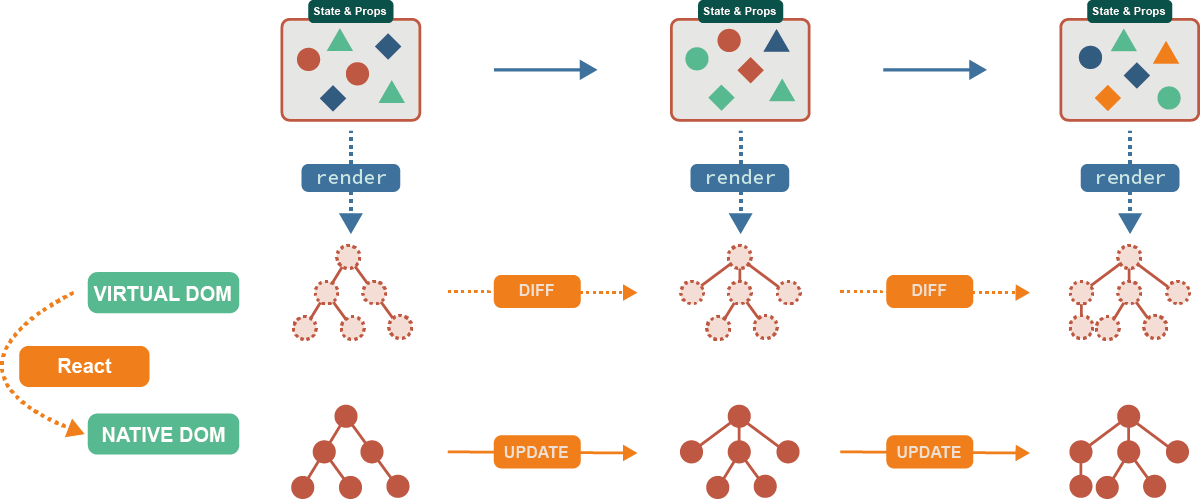 State & Props
State & Props
State & Props
render
render
render
VIRTUAL DOM
DIFF
DIFF
React
NATIVE DOM
UPDATE
UPDATE